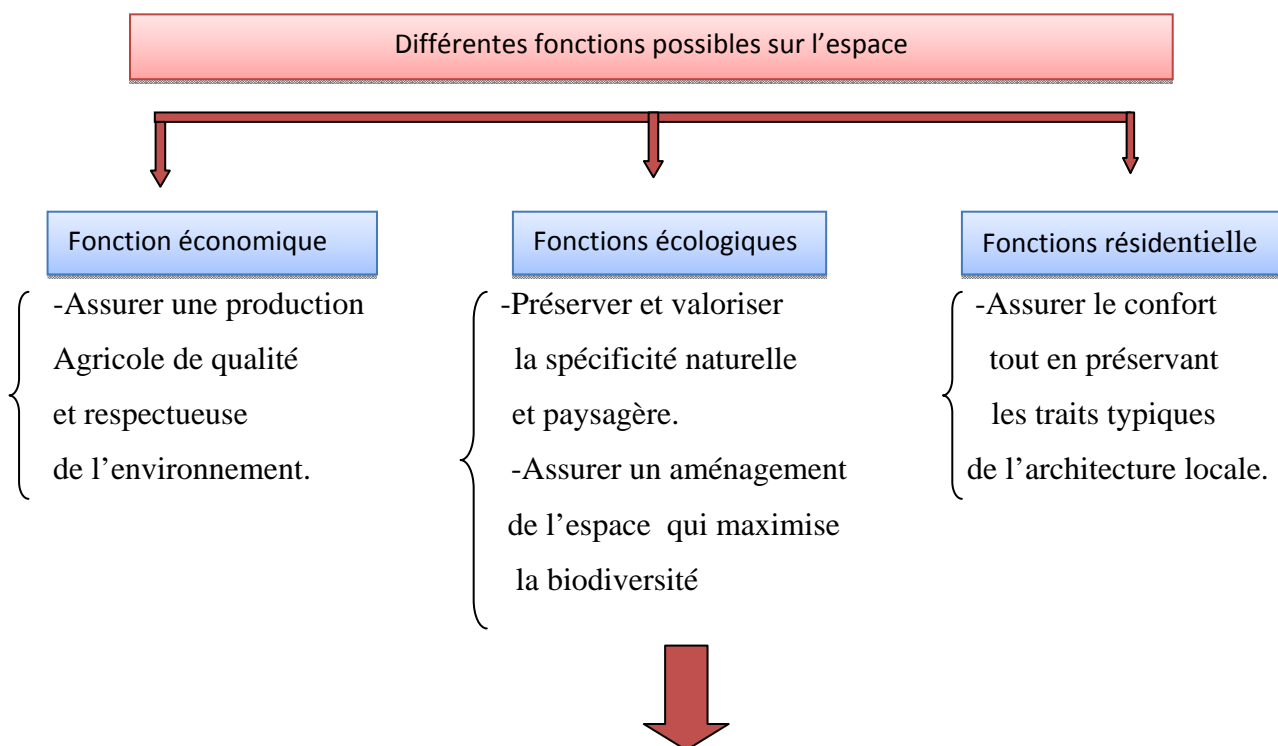 Différentes fonctions possibles sur l’espace
Fonction économique
-Assurer une production
Agricole de qualité
et respectueuse
de l’environnement.
Fonctions écologiques
-Préserver et valoriser
la spécificité naturelle
et paysagère.
-Assurer un aménagement
de l’espace qui maximise
la biodiversité
Fonctions résidentielle
-Assurer le confort
tout en préservant
les traits typiques
de l’architecture locale.